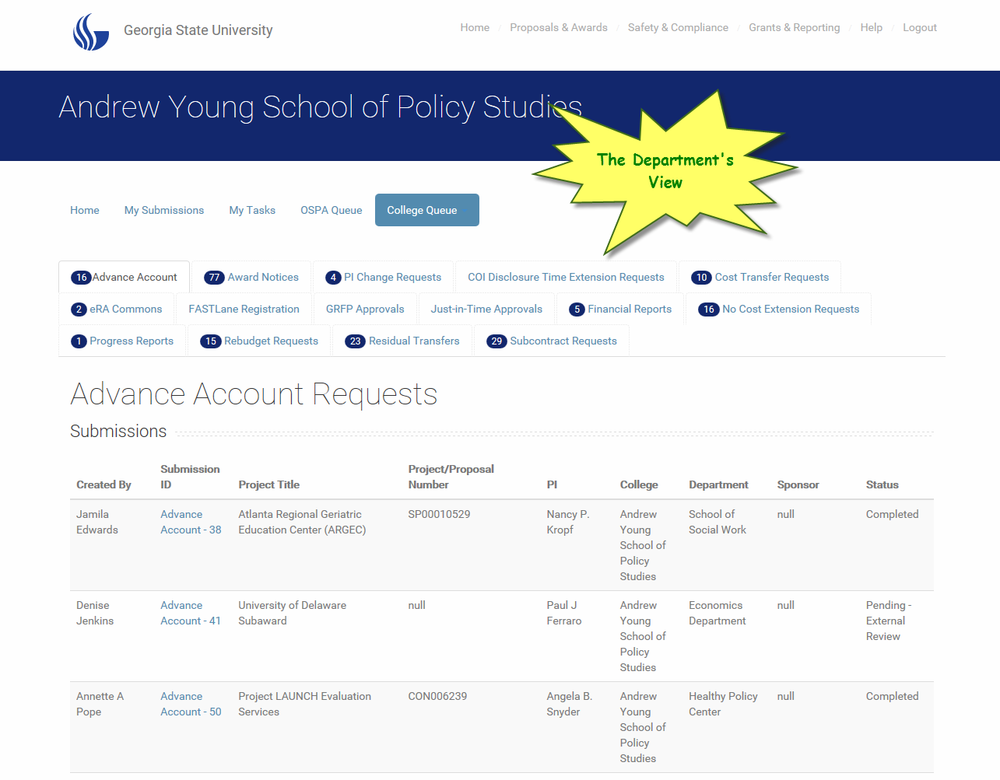 Georgia State University
Home / Proposals & Awards / Safety & Compliance / Grants & Reporting / Help / Logout
Andrew Young School of Policy Studies
The Department's
View
Home My Submissions My Tasks OSPA Queue College Queue
16 Advance Account 77 Award Notices 4 PI Change Requests COI Disclosure Time Extension Requests 10 Cost Transfer Requests
2 eRA Commons FASTLane Registration GRFP Approvals Just-in-Time Approvals 5 Financial Reports 16 No Cost Extension Requests
1 Progress Reports 15 Rebudget Requests 23 Residual Transfers 29 Subcontract Requests
Advance Account Requests
Submissions
Submission Project/Proposal
Created By ID Project Title Number PI College Department Sponsor Status
Jamila Advance Atlanta Regional Geriatric SP00010529 Nancy P. Andrew School of null Completed
Edwards Account - 38 Education Center (ARGEC) Kropf Young Social Work
School of
Policy
Studies
Denise Advance University of Delaware null Paul J Andrew Economics null Pending -
Jenkins Account - 41 Subaward Ferraro Young Department External
School of Review
Policy
Studies
Annette A Advance Project LAUNCH Evaluation CON006239 Angela B. Andrew Healthy Policy null Completed
Pope Account - 50 Services Snyder Young Center
School of
Policy
Studies